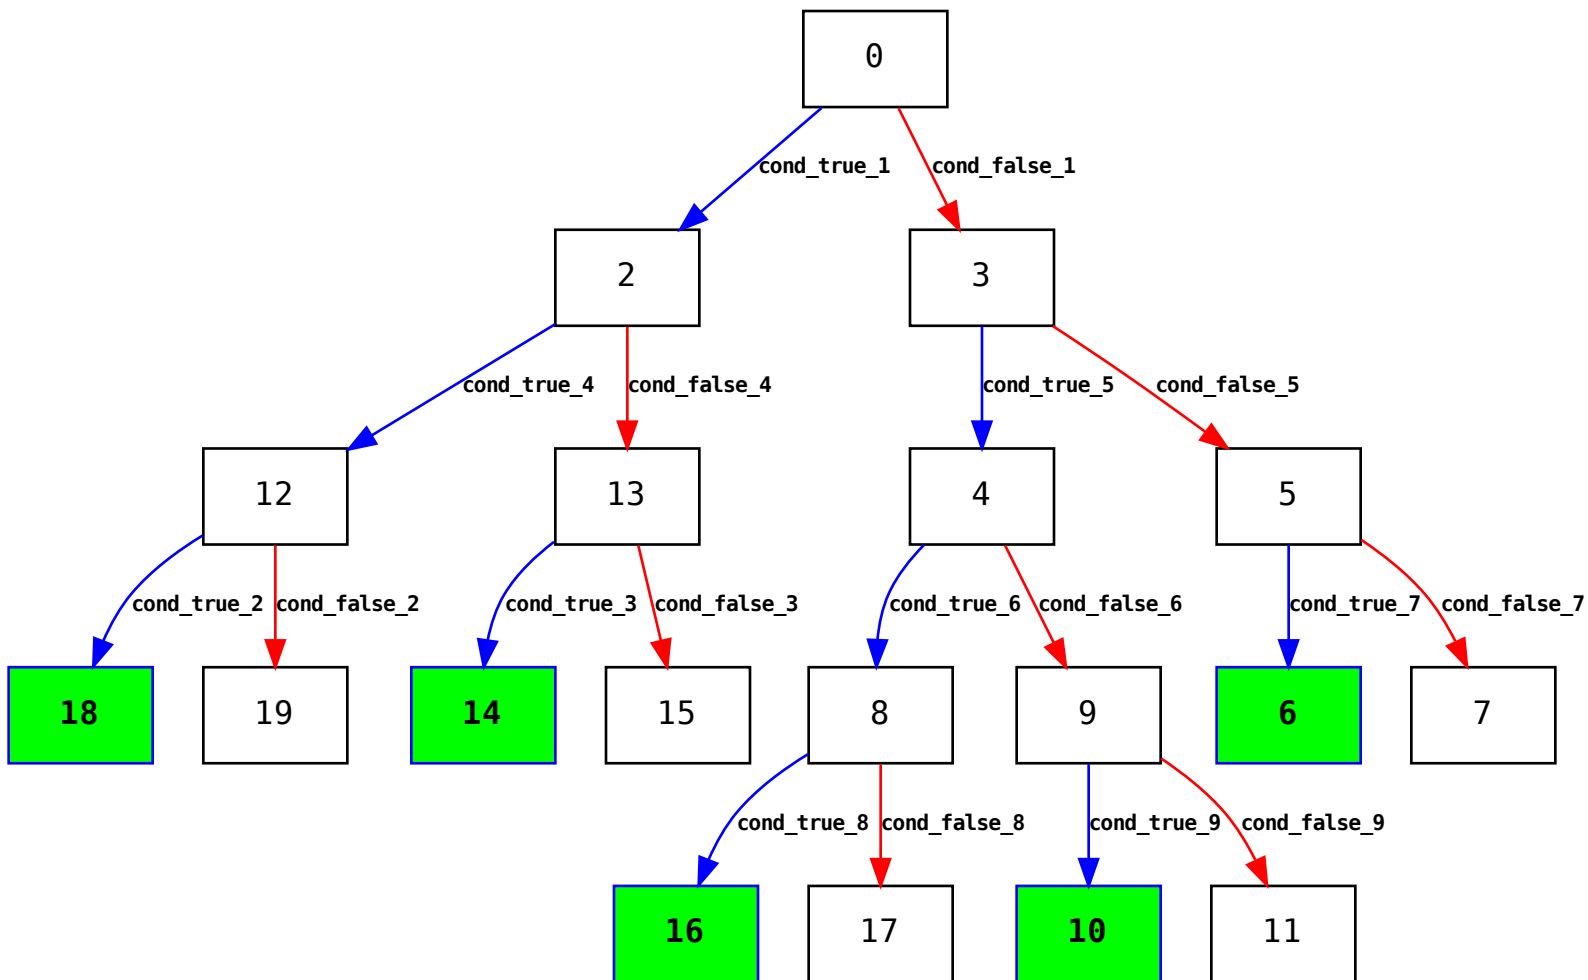 0
cond_true_1 cond_false_1
2 3
cond_true_4 cond_false_4 cond_true_5 cond_false_5
12 13 4 5
cond_true_2 cond_false_2 cond_true_3 cond_false_3 cond_true_6 cond_false_6 cond_true_7 cond_false_7
18 19 14 15 8 9 6 7
cond_true_8 cond_false_8 cond_true_9 cond_false_9
16 17 10 11